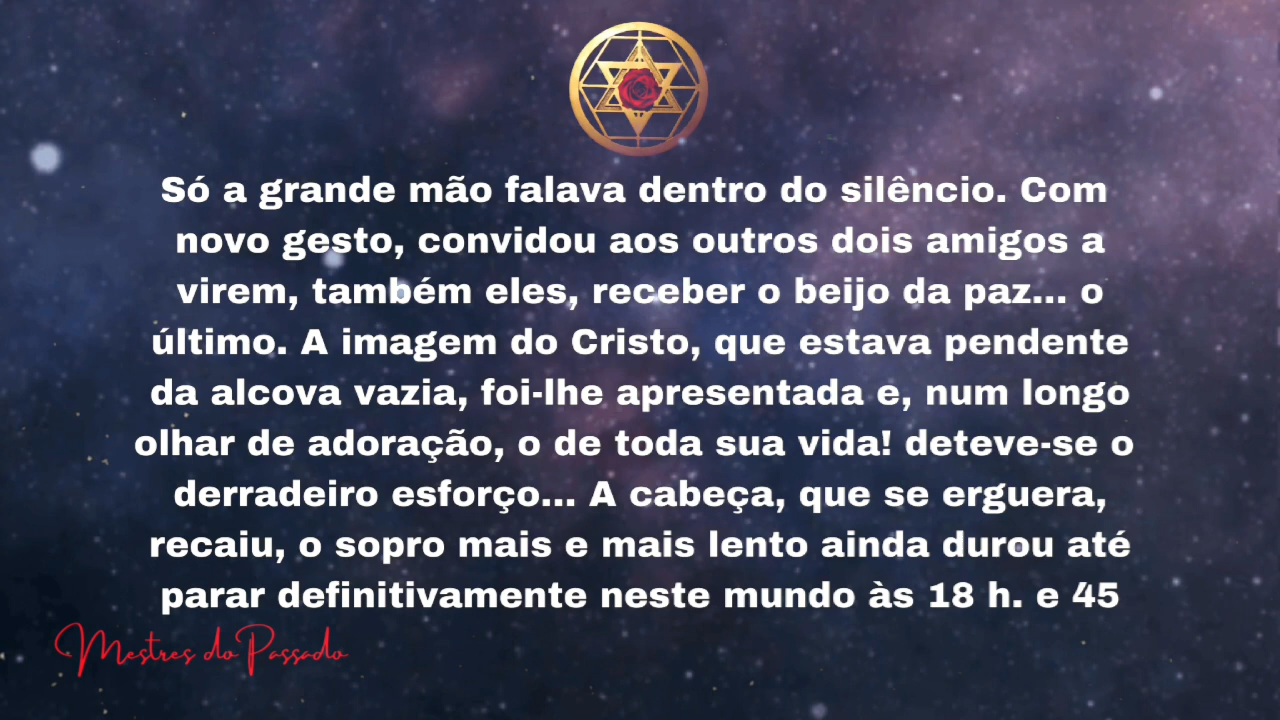 Só a grande mão falava dentro do silêncio. Com
novo gesto, convidou aos outros dois amigos a
virem, também eles, receber o beijo da paz... o
último. A imagem do Cristo, que estava pendente
da alcova vazia, foi-lhe apresentada e, num longo
olhar de adoração, o de toda sua vida! deteve-se o
derradeiro esforço... A cabeça, que se erguera,
recaiu, o sopro mais e mais lento ainda durou até
parar definitivamente neste mundo às 18 h. e 45
Mestres do Passado